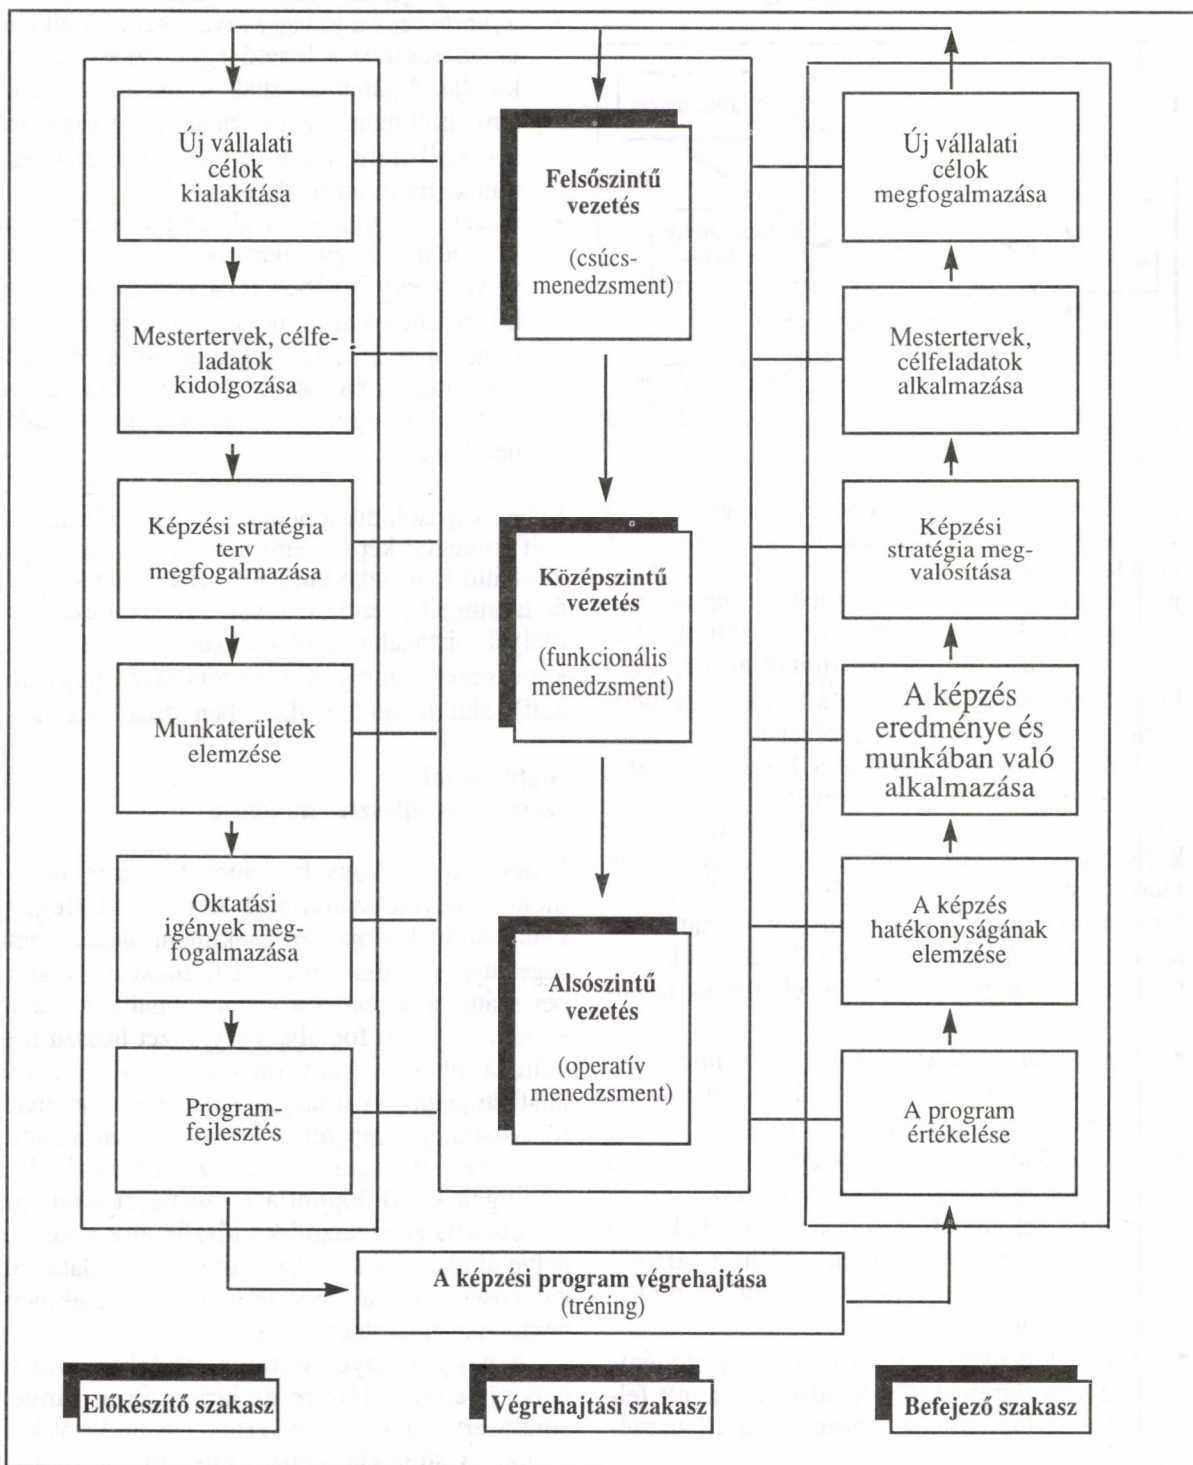 Új vállalati
célok
kialakítása
Mestertervek, célfe-
ladatok
kidolgozása
Képzési stratégia
terv
megfogalmazása
Munkaterületek
elemzése
Oktatási
igények meg-
fogalmazása
Program-
fejlesztés
Felsőszintű
vezetés
(csúcs-
menedzsment)
Középszintű
vezetés
(funkcionális
menedzsment)
Alsószintű
vezetés
(operatív
menedzsment)
Új vállalati
célok
megfogalmazása
Mestertervek,
célfeladatok
alkalmazása
Képzési
stratégia meg-
valósítása
A képzés
eredménye és
munkában való
alkalmazása
A képzés
hatékonyságának
elemzése
A program
értékelése
A képzési program végrehajtása
(tréning)
Előkészítő szakasz
Végrehajtási szakasz
Befejező szakasz